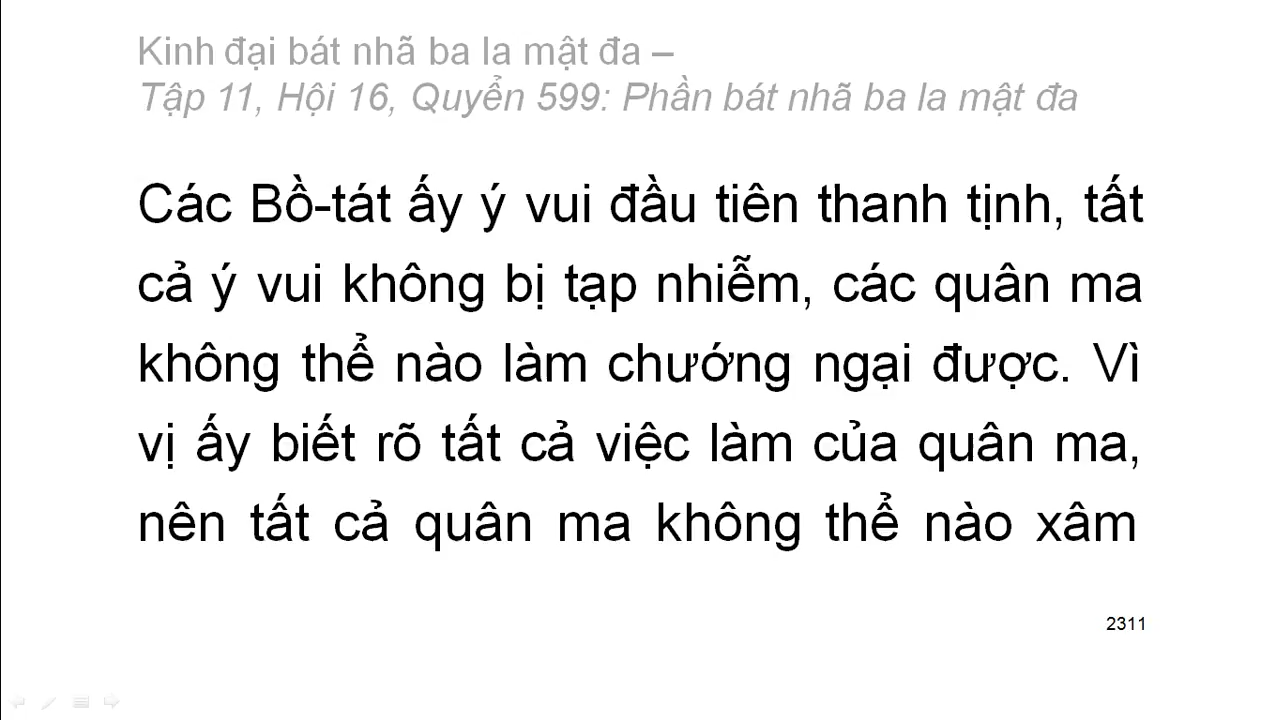 Kinh đại bát nhã ba la mật đa –
Tập 11, Hội 16, Quyển 599: Phần bát nhã ba la mật đa
Các Bồ-tát ấy ý vui đầu tiên thanh tịnh, tất
cả ý vui không bị tạp nhiễm, các quân ma
không thể nào làm chướng ngại được. Vì
vị ấy biết rõ tất cả việc làm của quân ma,
nên tất cả quân ma không thể nào xâm
2311